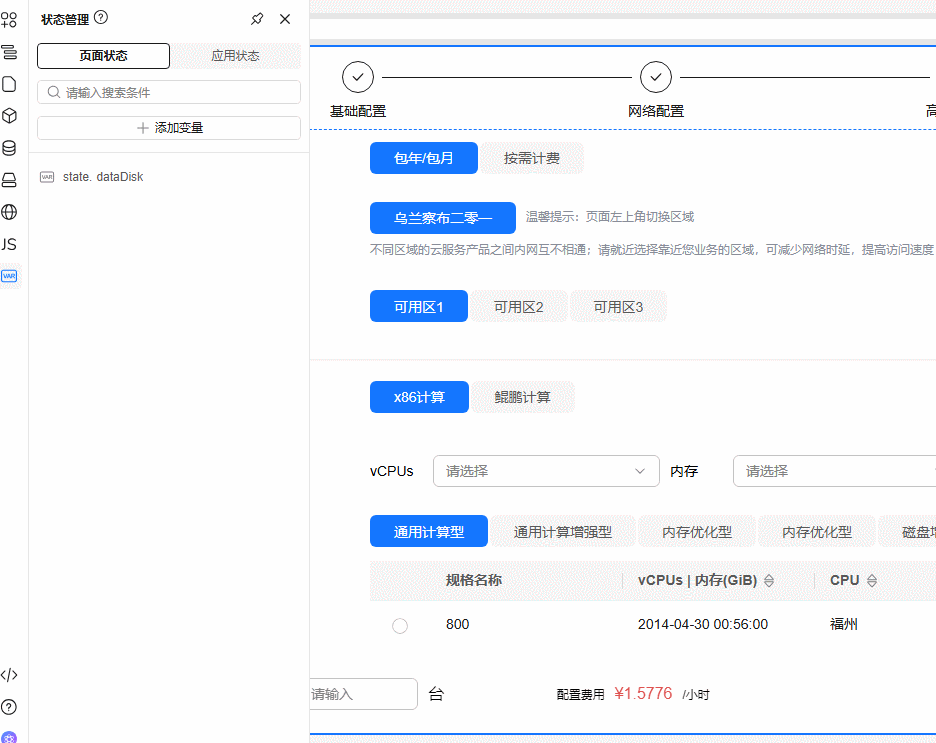 状态管理
页面状态
应用状态
请输入搜索条件
添加变量
VAR state. dataDisk
JS
VAR
基础配置
网络配置
高
包年/包月
按需计费
乌兰察布二零一
温馨提示：页面左上角切换区域
不同区域的云服务产品之间内网互不相通；请就近选择靠近您业务的区域，可减少网络时延，提高访问速度
可用区1
可用区2
可用区3
x86计算
鲲鹏计算
vCPUs
请选择
内存
请选择
通用计算型
通用计算增强型
内存优化型
内存优化型
磁盘增
规格名称
vCPUs | 内存(GiB)
CPU
800
2014-04-30 00:56:00
福州
请输入
台
配置费用
¥1.5776
/小时